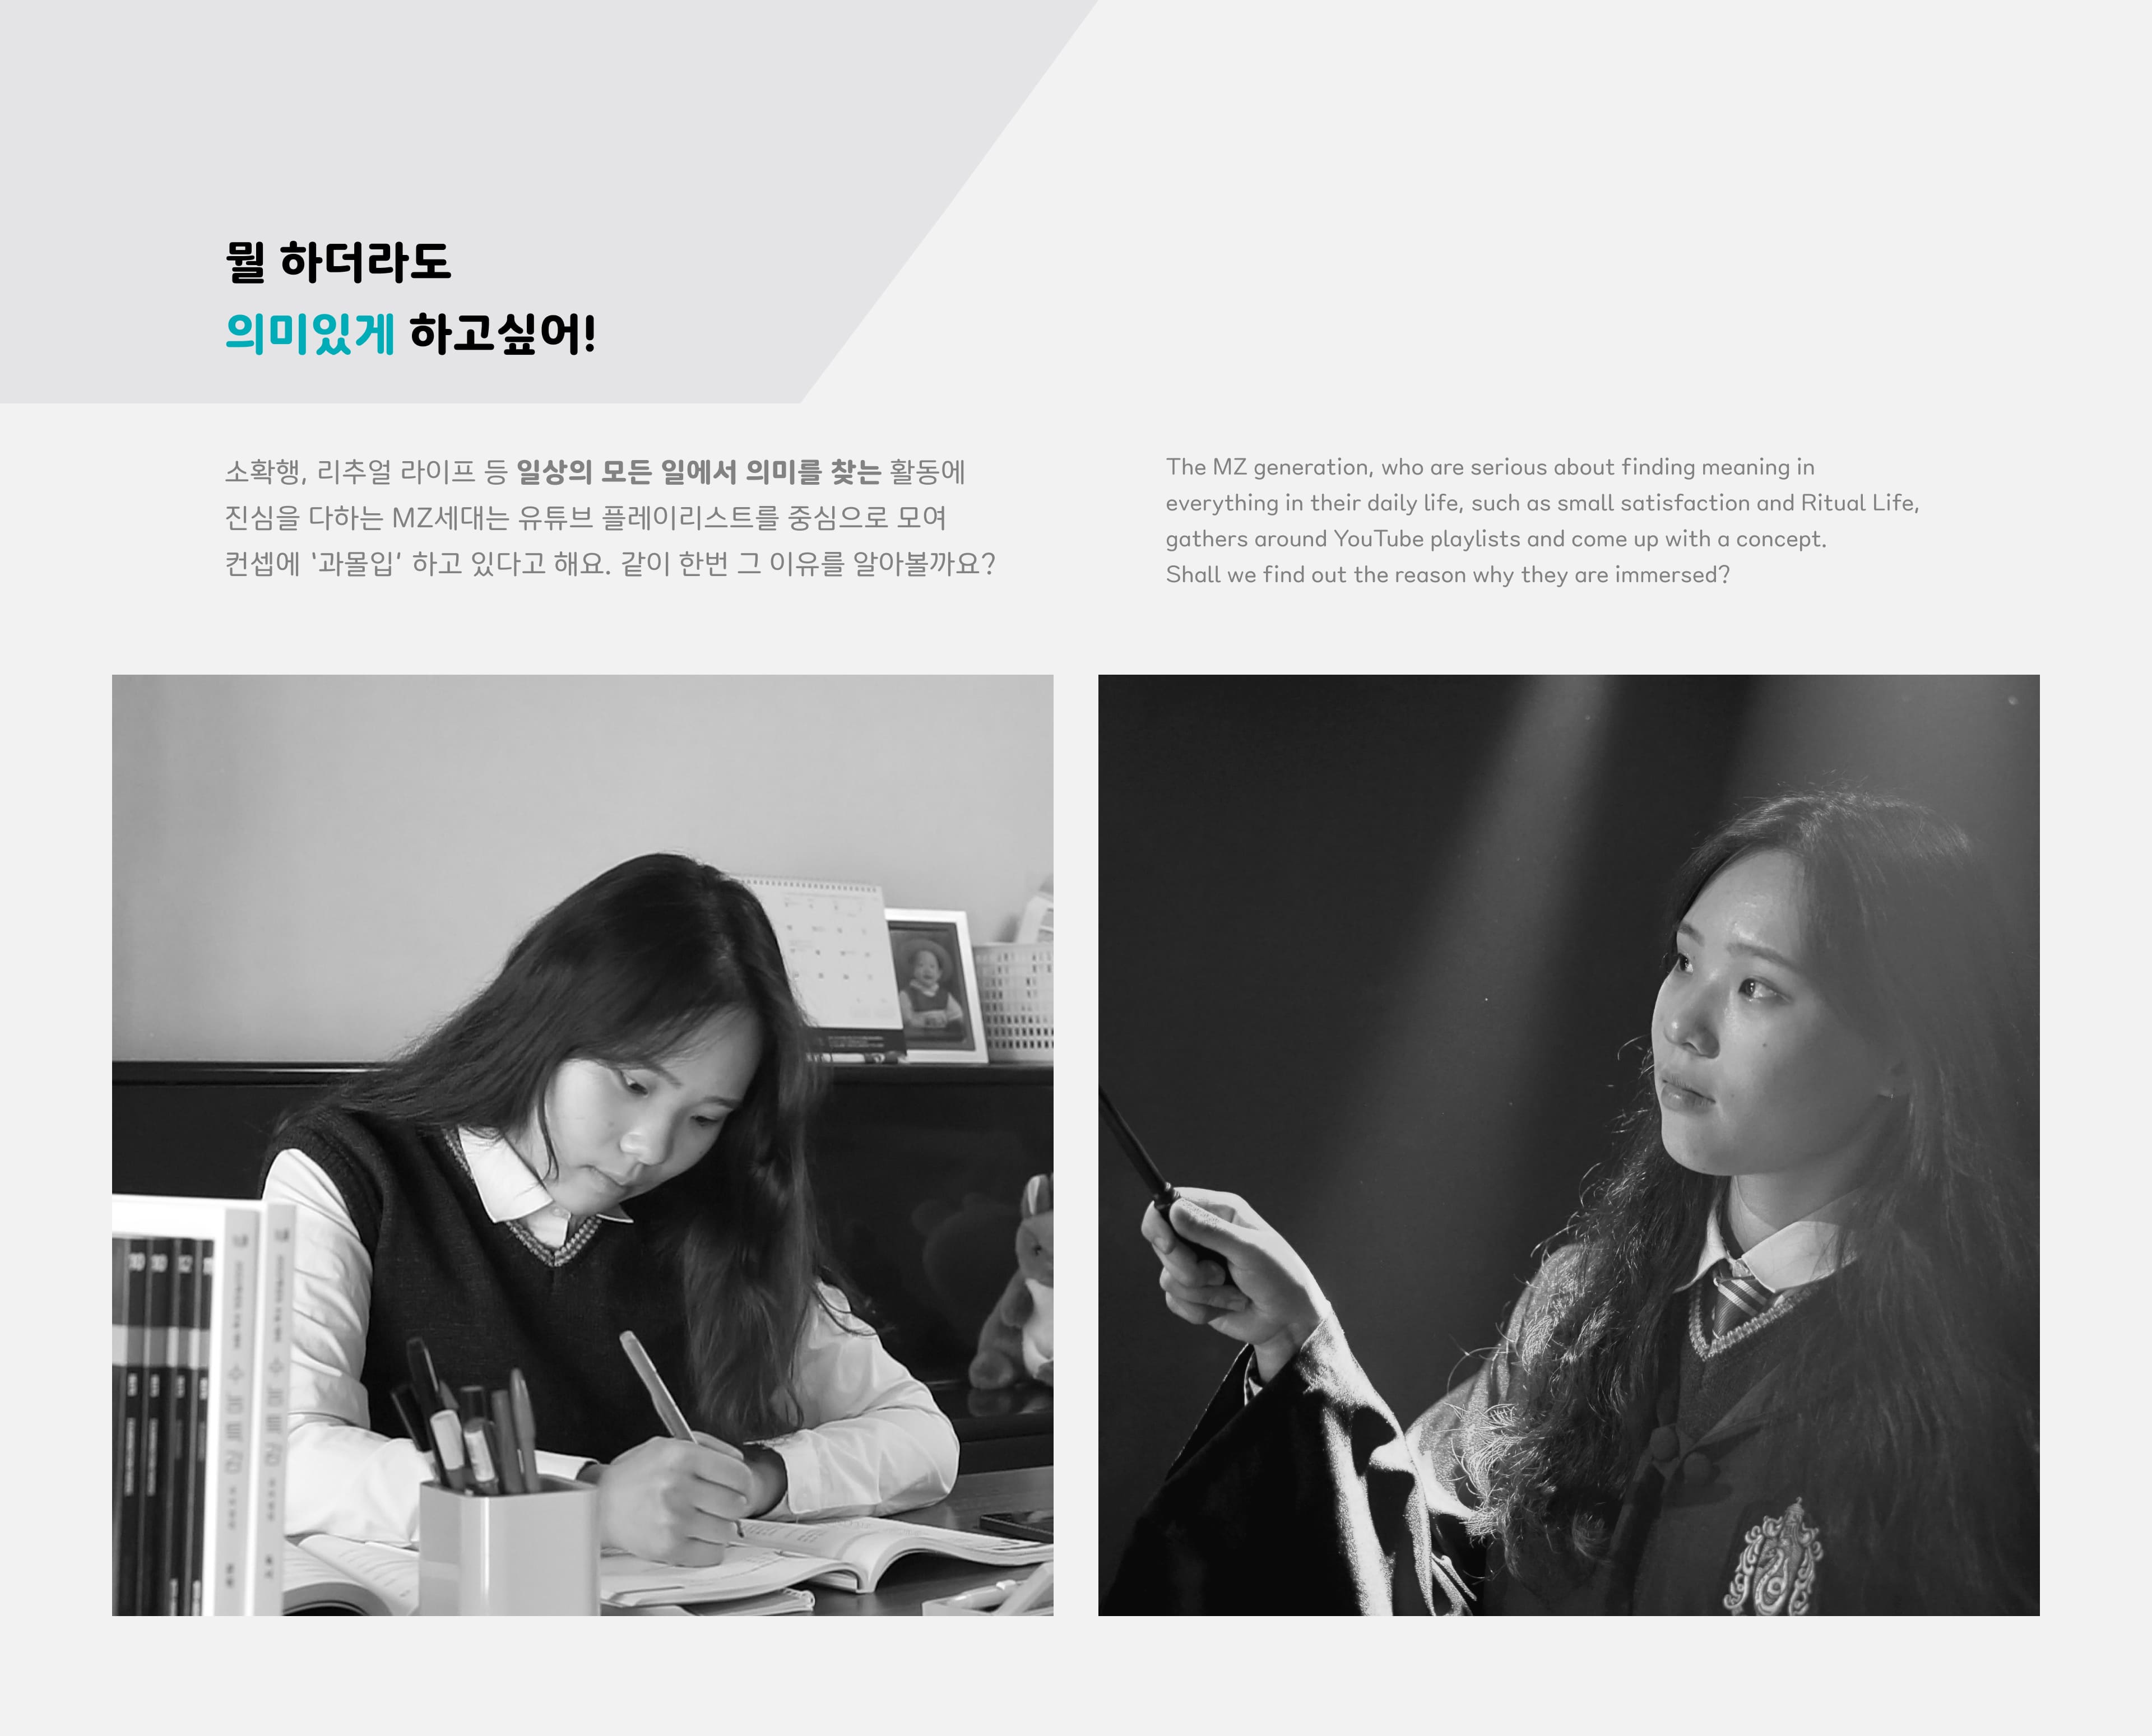 뭘 하더라도
의미있게 하고싶어!
소확행, 리추얼 라이프 등 일상의 모든 일에서 의미를 찾는 활동에
진심을 다하는 MZ세대는 유튜브 플레이리스트를 중심으로 모여
컨셉에 '과몰입' 하고 있다고 해요. 같이 한번 그 이유를 알아볼까요?
The MZ generation, who are serious about finding meaning in
everything in their daily life, such as small satisfaction and Ritual Life,
gathers around YouTube playlists and come up with a concept.
Shall we find out the reason why they are immersed?